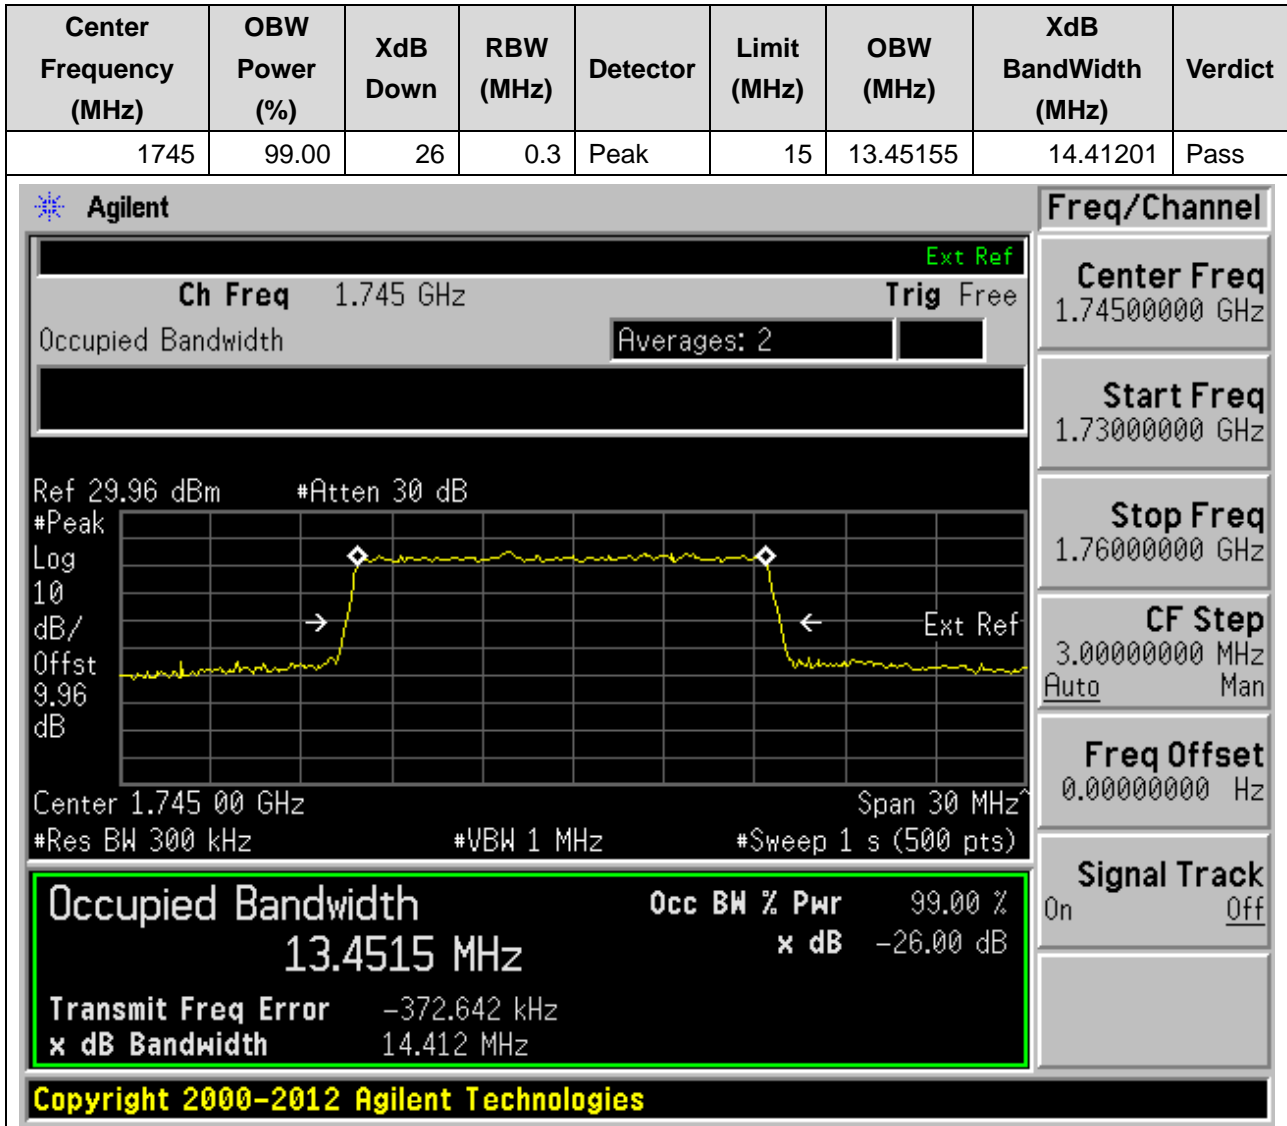 Center Frequency (MHz) OBW Power (%) XdB Down RBW (MHz) Detector Limit (MHz) OBW (MHz) XdB BandWidth (MHz) Verdict
1745 99.00 26 0.3 Peak 15 13.45155 14.41201 Pass
Agilent
Freq/Channel
Ext Ref
Ch Freq 1.745 GHz Trig Free
Occupied Bandwidth Averages: 2
Center Freq
1.74500000 GHz
Start Freq
1.73000000 GHz
Stop Freq
1.76000000 GHz
CF Step
3.00000000 MHz
Auto Man
Freq Offset
0.00000000 Hz
Signal Track
On Off
Ref 29.96 dBm #Atten 30 dB
#Peak
Log
10
dB/
Offst
9.96
dB
Ext Ref
Center 1.745 00 GHz Span 30 MHz^
#Res BW 300 kHz #VBW 1 MHz #Sweep 1 s (500 pts)
Occupied Bandwidth
13.4515 MHz
Occ BW % Pwr 99.00 %
x dB -26.00 dB
Transmit Freq Error -372.642 kHz
x dB Bandwidth 14.412 MHz
Copyright 2000-2012 Agilent Technologies